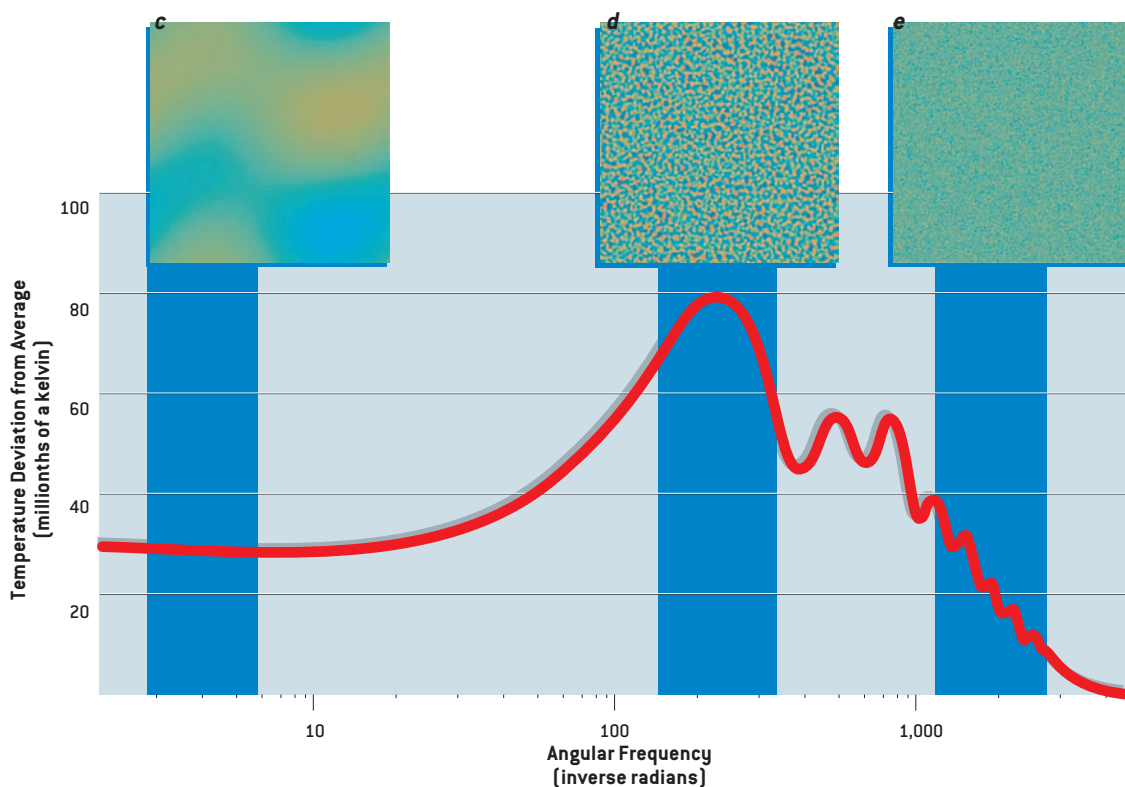 c
d
e
100
80
60
40
20
Temperature Deviation from Average
(millionths of a kelvin)
10
100
1,000
Angular Frequency
(inverse radians)